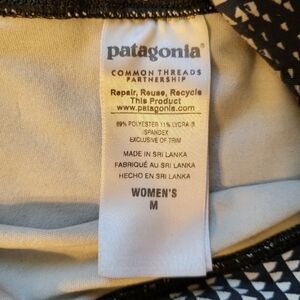 patagonia®
COMMON THREADS
PARTNERSHIP
Repair, Reuse, Recycle
This Product
www.patagonia.com
89% POLYESTER 11% LYCRA®
SPANDEX
EXCLUSIVE OF TRIM
MADE IN SRI LANKA
FABRIQUÉ AU SRI LANKA
HECHO EN SRI LANKA
WOMEN'S
M